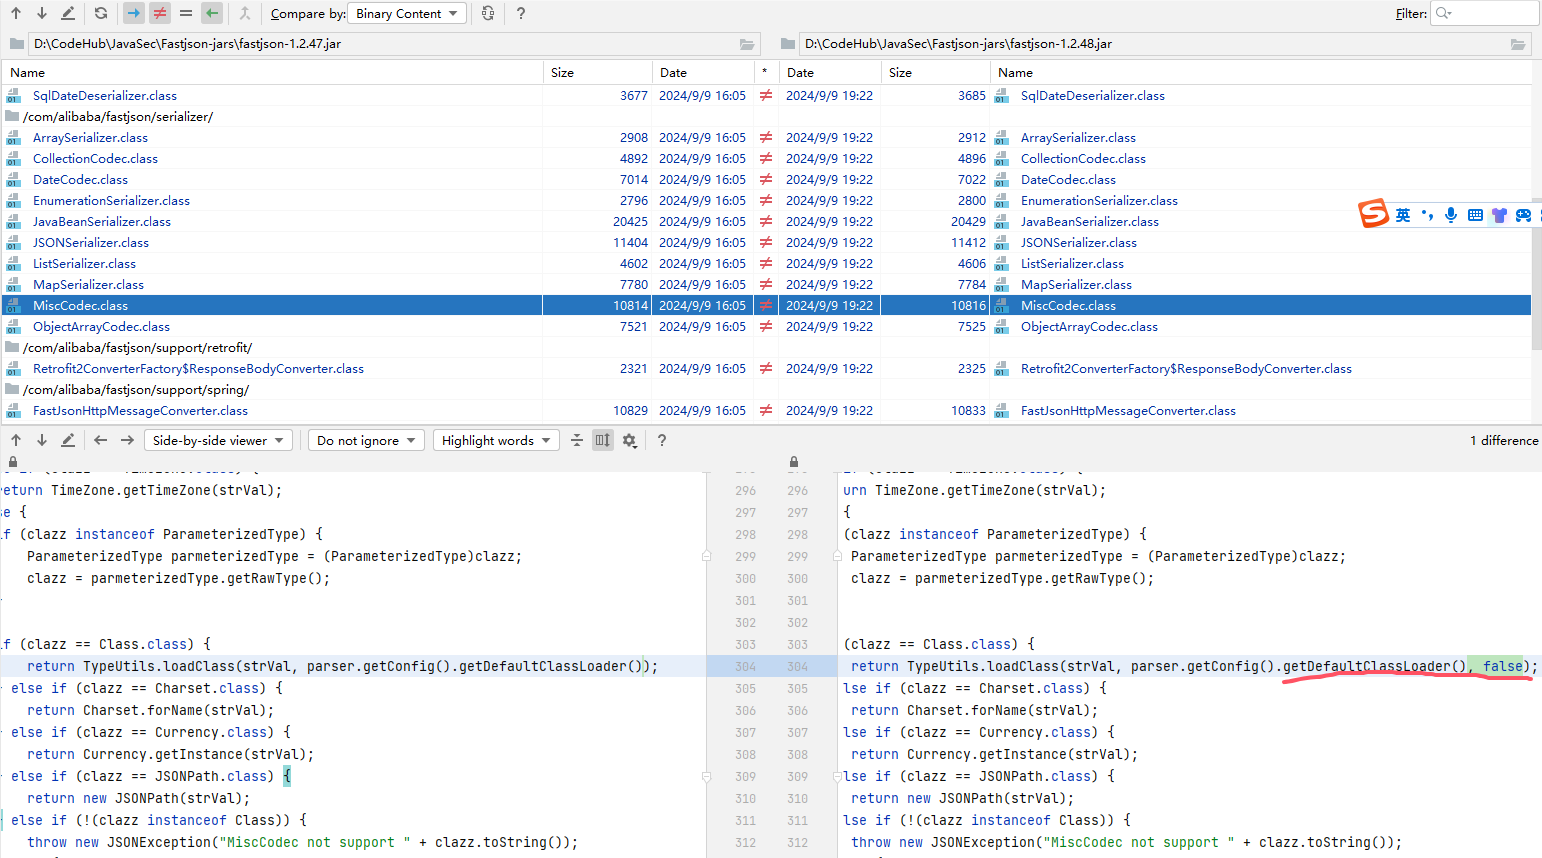 Compare by: Binary Content ? Filter:
D:\CodeHub\JavaSec\Fastjson-jars\fastjson-1.2.47.jar D:\CodeHub\JavaSec\Fastjson-jars\fastjson-1.2.48.jar
Name Size Date * Date Size Name
SqlDateDeserializer.class 3677 2024/9/9 16:05 ≠ 2024/9/9 19:22 3685 SqlDateDeserializer.class
/com/alibaba/fastjson/serializer/
ArraySerializer.class 2908 2024/9/9 16:05 ≠ 2024/9/9 19:22 2912 ArraySerializer.class
CollectionCodec.class 4892 2024/9/9 16:05 ≠ 2024/9/9 19:22 4896 CollectionCodec.class
DateCodec.class 7014 2024/9/9 16:05 ≠ 2024/9/9 19:22 7022 DateCodec.class
EnumerationSerializer.class 2796 2024/9/9 16:05 ≠ 2024/9/9 19:22 2800 EnumerationSerializer.class
JavaBeanSerializer.class 20425 2024/9/9 16:05 ≠ 2024/9/9 19:22 20429 JavaBeanSerializer.class
英
JSONSerializer.class 11404 2024/9/9 16:05 ≠ 2024/9/9 19:22 11412 JSONSerializer.class
ListSerializer.class 4602 2024/9/9 16:05 ≠ 2024/9/9 19:22 4606 ListSerializer.class
MapSerializer.class 7780 2024/9/9 16:05 ≠ 2024/9/9 19:22 7784 MapSerializer.class
MiscCodec.class 10814 2024/9/9 16:05 ≠ 2024/9/9 19:22 10816 MiscCodec.class
ObjectArrayCodec.class 7521 2024/9/9 16:05 ≠ 2024/9/9 19:22 7525 ObjectArrayCodec.class
/com/alibaba/fastjson/support/retrofit/
Retrofit2ConverterFactory$ResponseBodyConverter.class 2321 2024/9/9 16:05 ≠ 2024/9/9 19:22 2325 Retrofit2ConverterFactory$ResponseBodyConverter.class
/com/alibaba/fastjson/support/spring/
FastJsonHttpMessageConverter.class 10829 2024/9/9 16:05 ≠ 2024/9/9 19:22 10833 FastJsonHttpMessageConverter.class
Side-by-side viewer Do not ignore Highlight words ? 1 difference
return TimeZone.getTimeZone(strVal); 296 296 urn TimeZone.getTimeZone(strVal);
se { 297 297 {
if (clazz instanceof ParameterizedType) { 298 298 (clazz instanceof ParameterizedType) {
ParameterizedType parmeterizedType = (ParameterizedType)clazz; 299 299 ParameterizedType parmeterizedType = (ParameterizedType)clazz;
clazz = parmeterizedType.getRawType(); 300 300 clazz = parmeterizedType.getRawType();
301 301
302 302
if (clazz == Class.class) { 303 303 (clazz == Class.class) {
return TypeUtils.loadClass(strVal, parser.getConfig().getDefaultClassLoader()); 304 304 return TypeUtils.loadClass(strVal, parser.getConfig().getDefaultClassLoader(), false);
else if (clazz == Charset.class) { 305 305 lse if (clazz == Charset.class) {
return Charset.forName(strVal); 306 306 return Charset.forName(strVal);
else if (clazz == Currency.class) { 307 307 lse if (clazz == Currency.class) {
return Currency.getInstance(strVal); 308 308 return Currency.getInstance(strVal);
else if (clazz == JSONPath.class) { 309 309 lse if (clazz == JSONPath.class) {
return new JSONPath(strVal); 310 310 return new JSONPath(strVal);
else if (!(clazz instanceof Class)) { 311 311 lse if (!(clazz instanceof Class)) {
throw new JSONException("MiscCodec not support " + clazz.toString()); 312 312 throw new JSONException("MiscCodec not support " + clazz.toString());